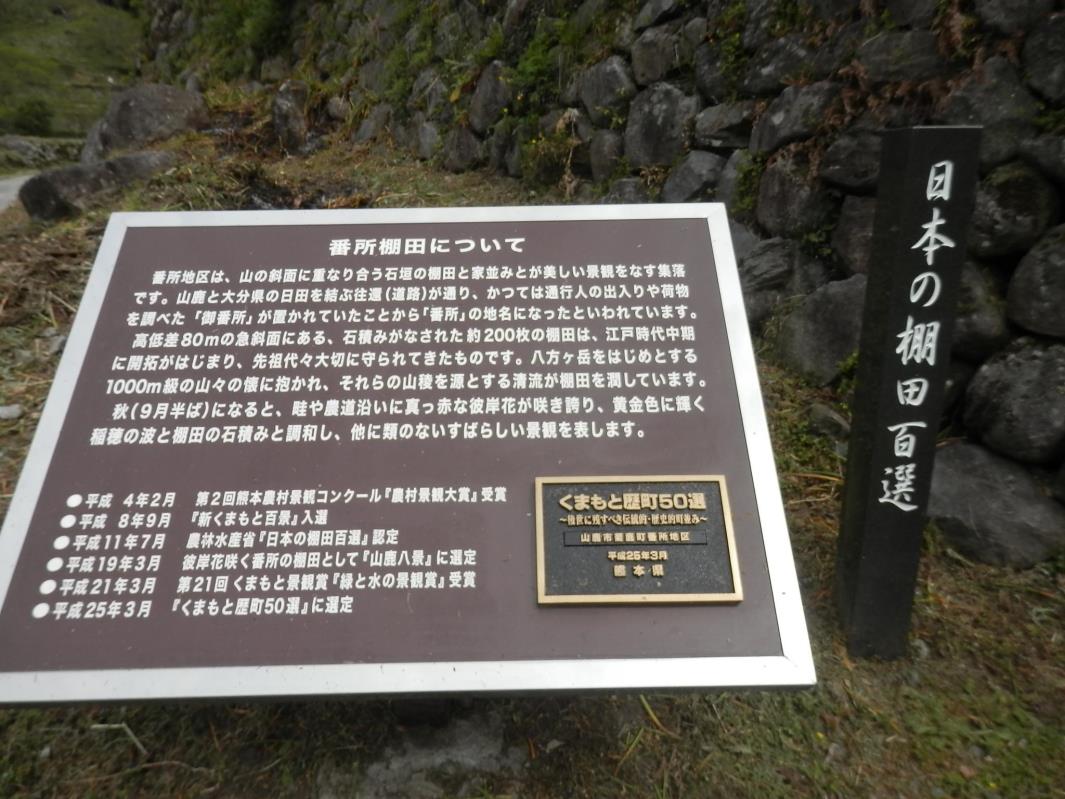 番所棚田について
番所地区は、山の斜面に重なり合う石垣の棚田と家並みとが美しい景観をなす集落
です。山鹿と大分県の日田を結ぶ往還(道路)が通り、かつては通行人の出入りや荷物
を調べた「御番所」が置かれていたことから「番所」の地名になったといわれています。
高低差80mの急斜面にある、石積みがなされた約200枚の棚田は、江戸時代中期
に開拓がはじまり、先祖代々大切に守られてきたものです。八方ヶ岳をはじめとする
1000m級の山々の懐に抱かれ、それらの山稜を源とする清流が棚田を潤しています。
秋(9月半ば)になると、畦や農道沿いに真っ赤な彼岸花が咲き誇り、黄金色に輝く
稲穂の波と棚田の石積みと調和し、他に類のないすばらしい景観を表します。
●平成 4年2月 第2回熊本農村景観コンクール『農村景観大賞』受賞
●平成 8年9月 『新くまもと百景』入選
●平成11年7月 農林水産省『日本の棚田百選』認定
●平成19年3月 彼岸花咲く番所の棚田として『山鹿八景』に選定
●平成21年3月 第21回くまもと景観賞『緑と水の景観賞』受賞
●平成25年3月 『くまもと歴町50選』に選定
くまもと歴町50選
~後世に残すべき伝統的・歴史的町並み~
山鹿市菊鹿町番所地区
平成25年3月
熊本県
日本の棚田百選